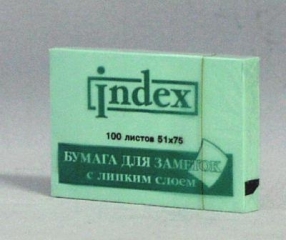 index
100 листов 51x75
БУМАГА ДЛЯ ЗАМЕТОК
с липким слоем